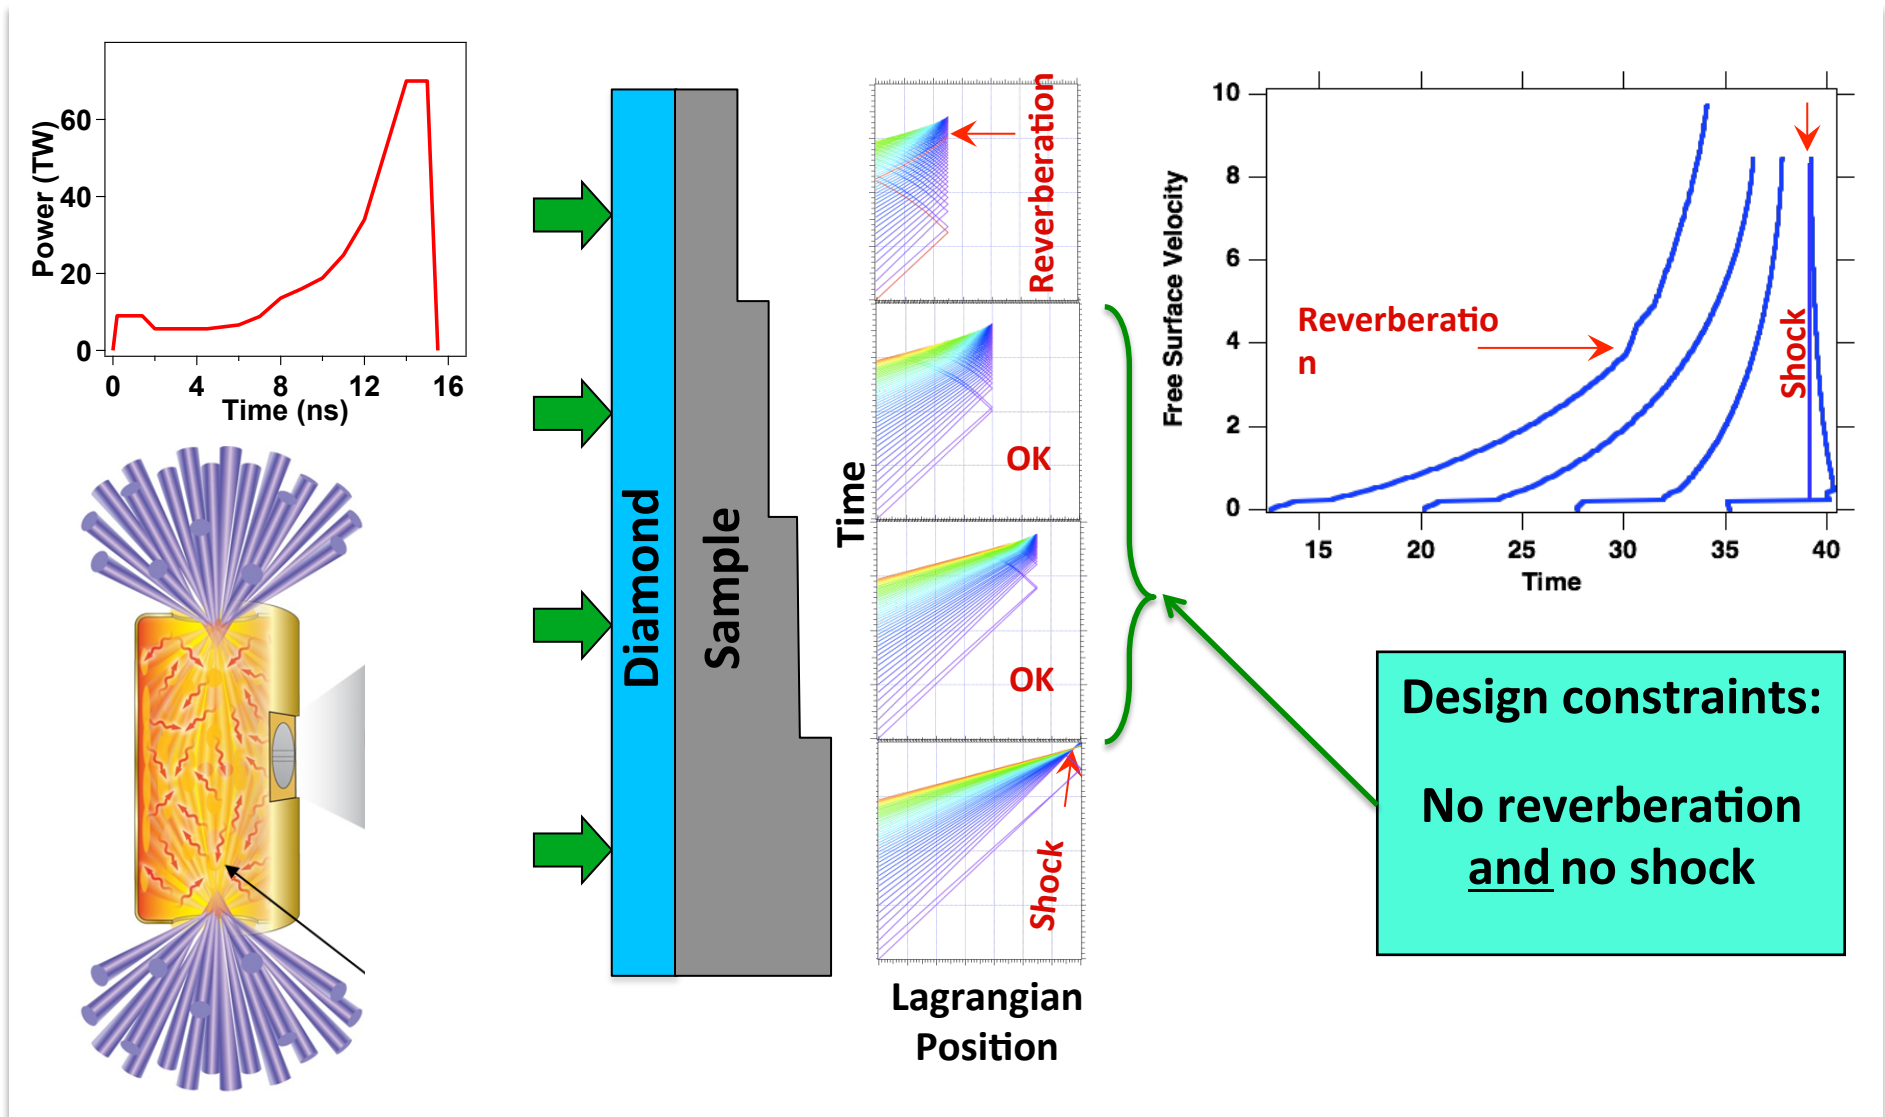 Power (TW)
60
40
20
0
0 4 8 12 16
Time (ns)
Diamond
Sample
Time
Reverberation
OK
OK
Shock
Lagrangian
Position
Free Surface Velocity
10
8
6
4
2
0
Reverberatio
n
Shock
15 20 25 30 35 40
Time
Design constraints:
No reverberation
and no shock